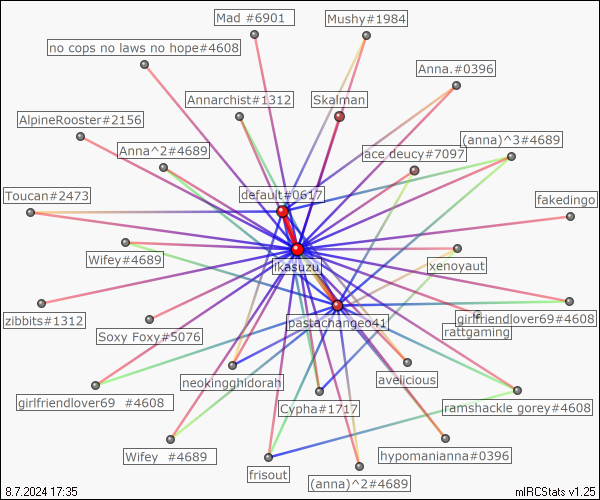 Mad #6901
Mushy#1984
no cops no laws no hope#4608
Anna.#0396
Annarchist#1312
Skalman
AlpineRooster#2156
(anna)^3#4689
Anna^2#4689
ace deucy#7097
Toucan#2473
default#0617
fakedingo
Wifey#4689
ikasuzu
xenoyaut
zibbits#1312
pastachangeo41
girlfriendlover69#4608
Soxy Foxy#5076
rattgaming
neokingghidorah
avelicious
girlfriendlover69 #4608
Cypha#1717
ramshackle gorey#4608
Wifey #4689
hypomanianna#0396
frisout
(anna)^2#4689
8.7.2024 17:35
mIRCStats v1.25